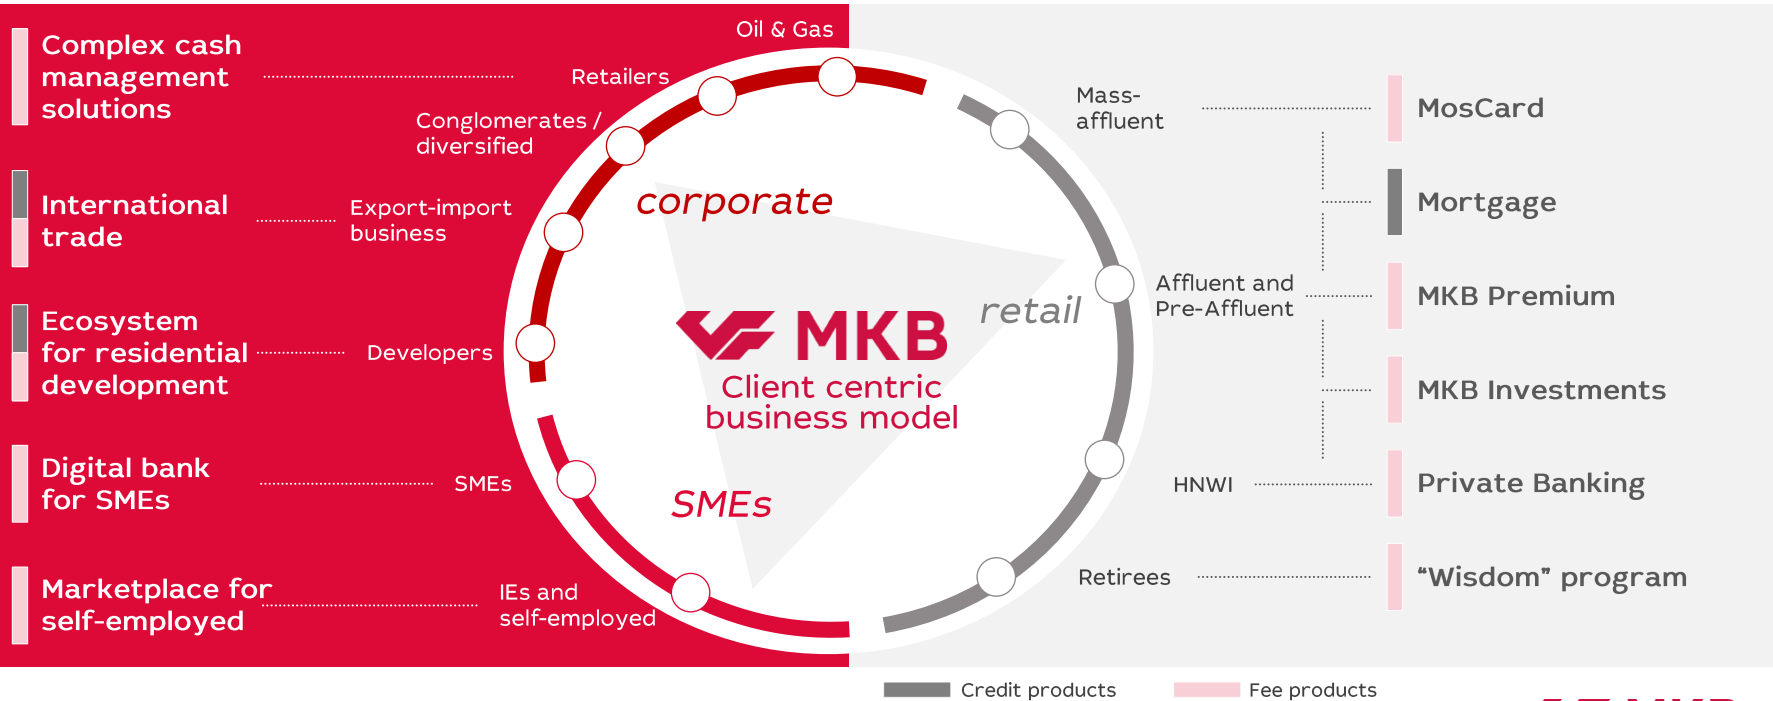 Complex cash
management
solutions
International
trade
Ecosystem
for residential
development
Digital bank
for SMEs
Marketplace for
self-employed
Oil & Gas
Retailers
Conglomerates /
diversified
Export-import
business
Developers
SMEs
IEs and
self-employed
corporate
retail
SMEs
MKB
Client centric
business model
Mass-
affluent
Affluent and
Pre-Affluent
HNWI
Retirees
MosCard
Mortgage
MKB Premium
MKB Investments
Private Banking
“Wisdom” program
Credit products
Fee products